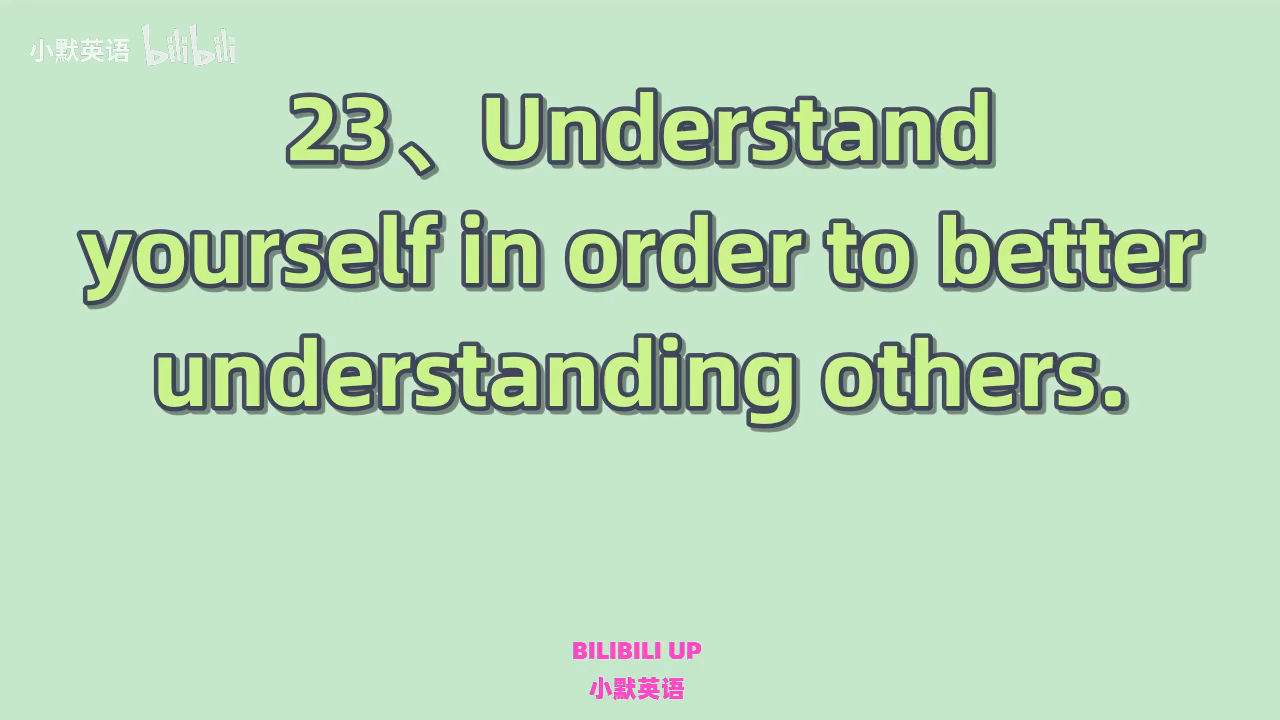 小默英语 bilibili
23、Understand
yourself in order to better
understanding others.
BILIBILI UP
小默英语